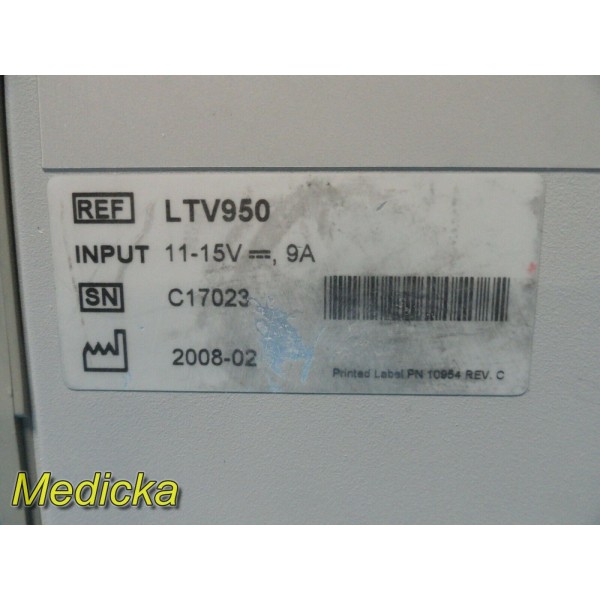 REF LTV950
INPUT 11-15V ⎓, 9A
SN C17023
2008-02
Printed Label PN 10954 REV. C
Medicka